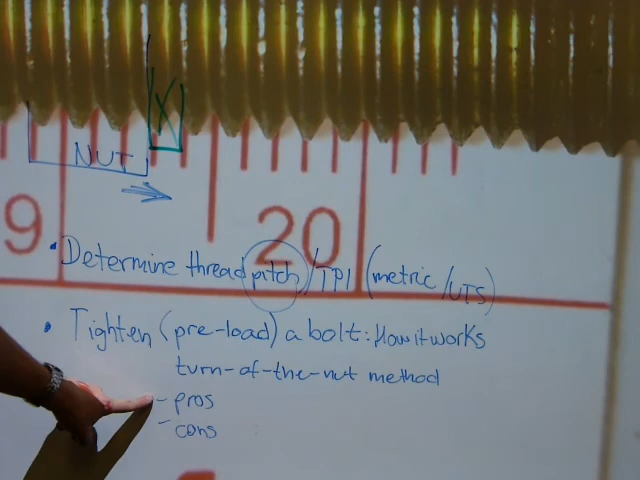 X
NUT
9
20
• Determine thread pitch/TPI (metric/UTS)
• Tighten (pre-load) a bolt: How it works
turn-of-the-nut method
- pros
- cons